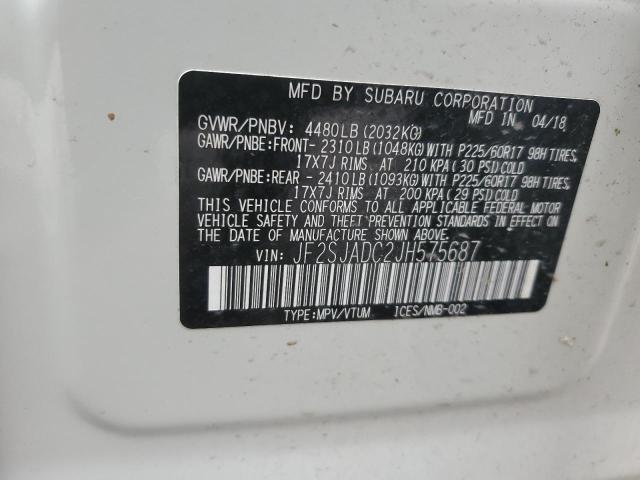 MFD BY SUBARU CORPORATION
MFD IN 04/18
GVWR/PNBV: 4480LB (2032KG)
GAWR/PNBE:FRONT- 2310LB (1048KG)WITH P225/60R17 98H TIRES,
17X7J RIMS AT 210 KPA(30 PSI)COLD
GAWR/PNBE:REAR - 2410LB (1093KG)WITH P225/60R17 98H TIRES,
17X7J RIMS AT 200 KPA(29 PSI)COLD
THIS VEHICLE CONFORMS TO ALL APPLICABLE FEDERAL MOTOR
VEHICLE SAFETY AND THEFT PREVENTION STANDARDS IN EFFECT
ON THE DATE OF MANUFACTURE SHOWN ABOVE.
VIN: JF2SJADC2JH575687
TYPE:MPV/VTUM ICES/NMB-002